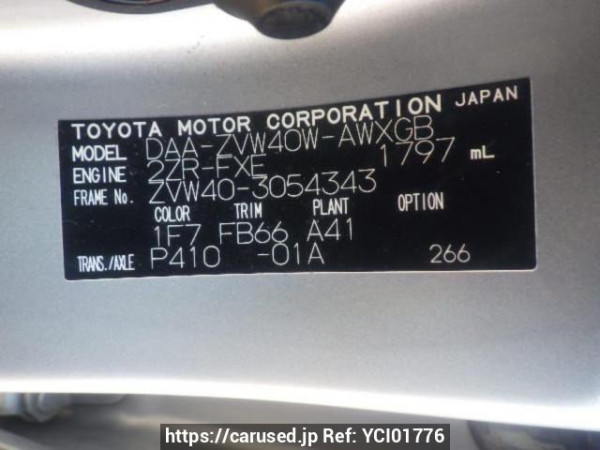 TOYOTA MOTOR CORPORATION JAPAN
MODEL DAA-ZVW40W-AWXGB
ENGINE 2ZR-FXE 1797 mL
FRAME No. ZVW40-3054343
COLOR TRIM PLANT OPTION
1F7 FB66 A41
TRANS./AXLE P410 -01A 266
https://carused.jp Ref: YCI01776